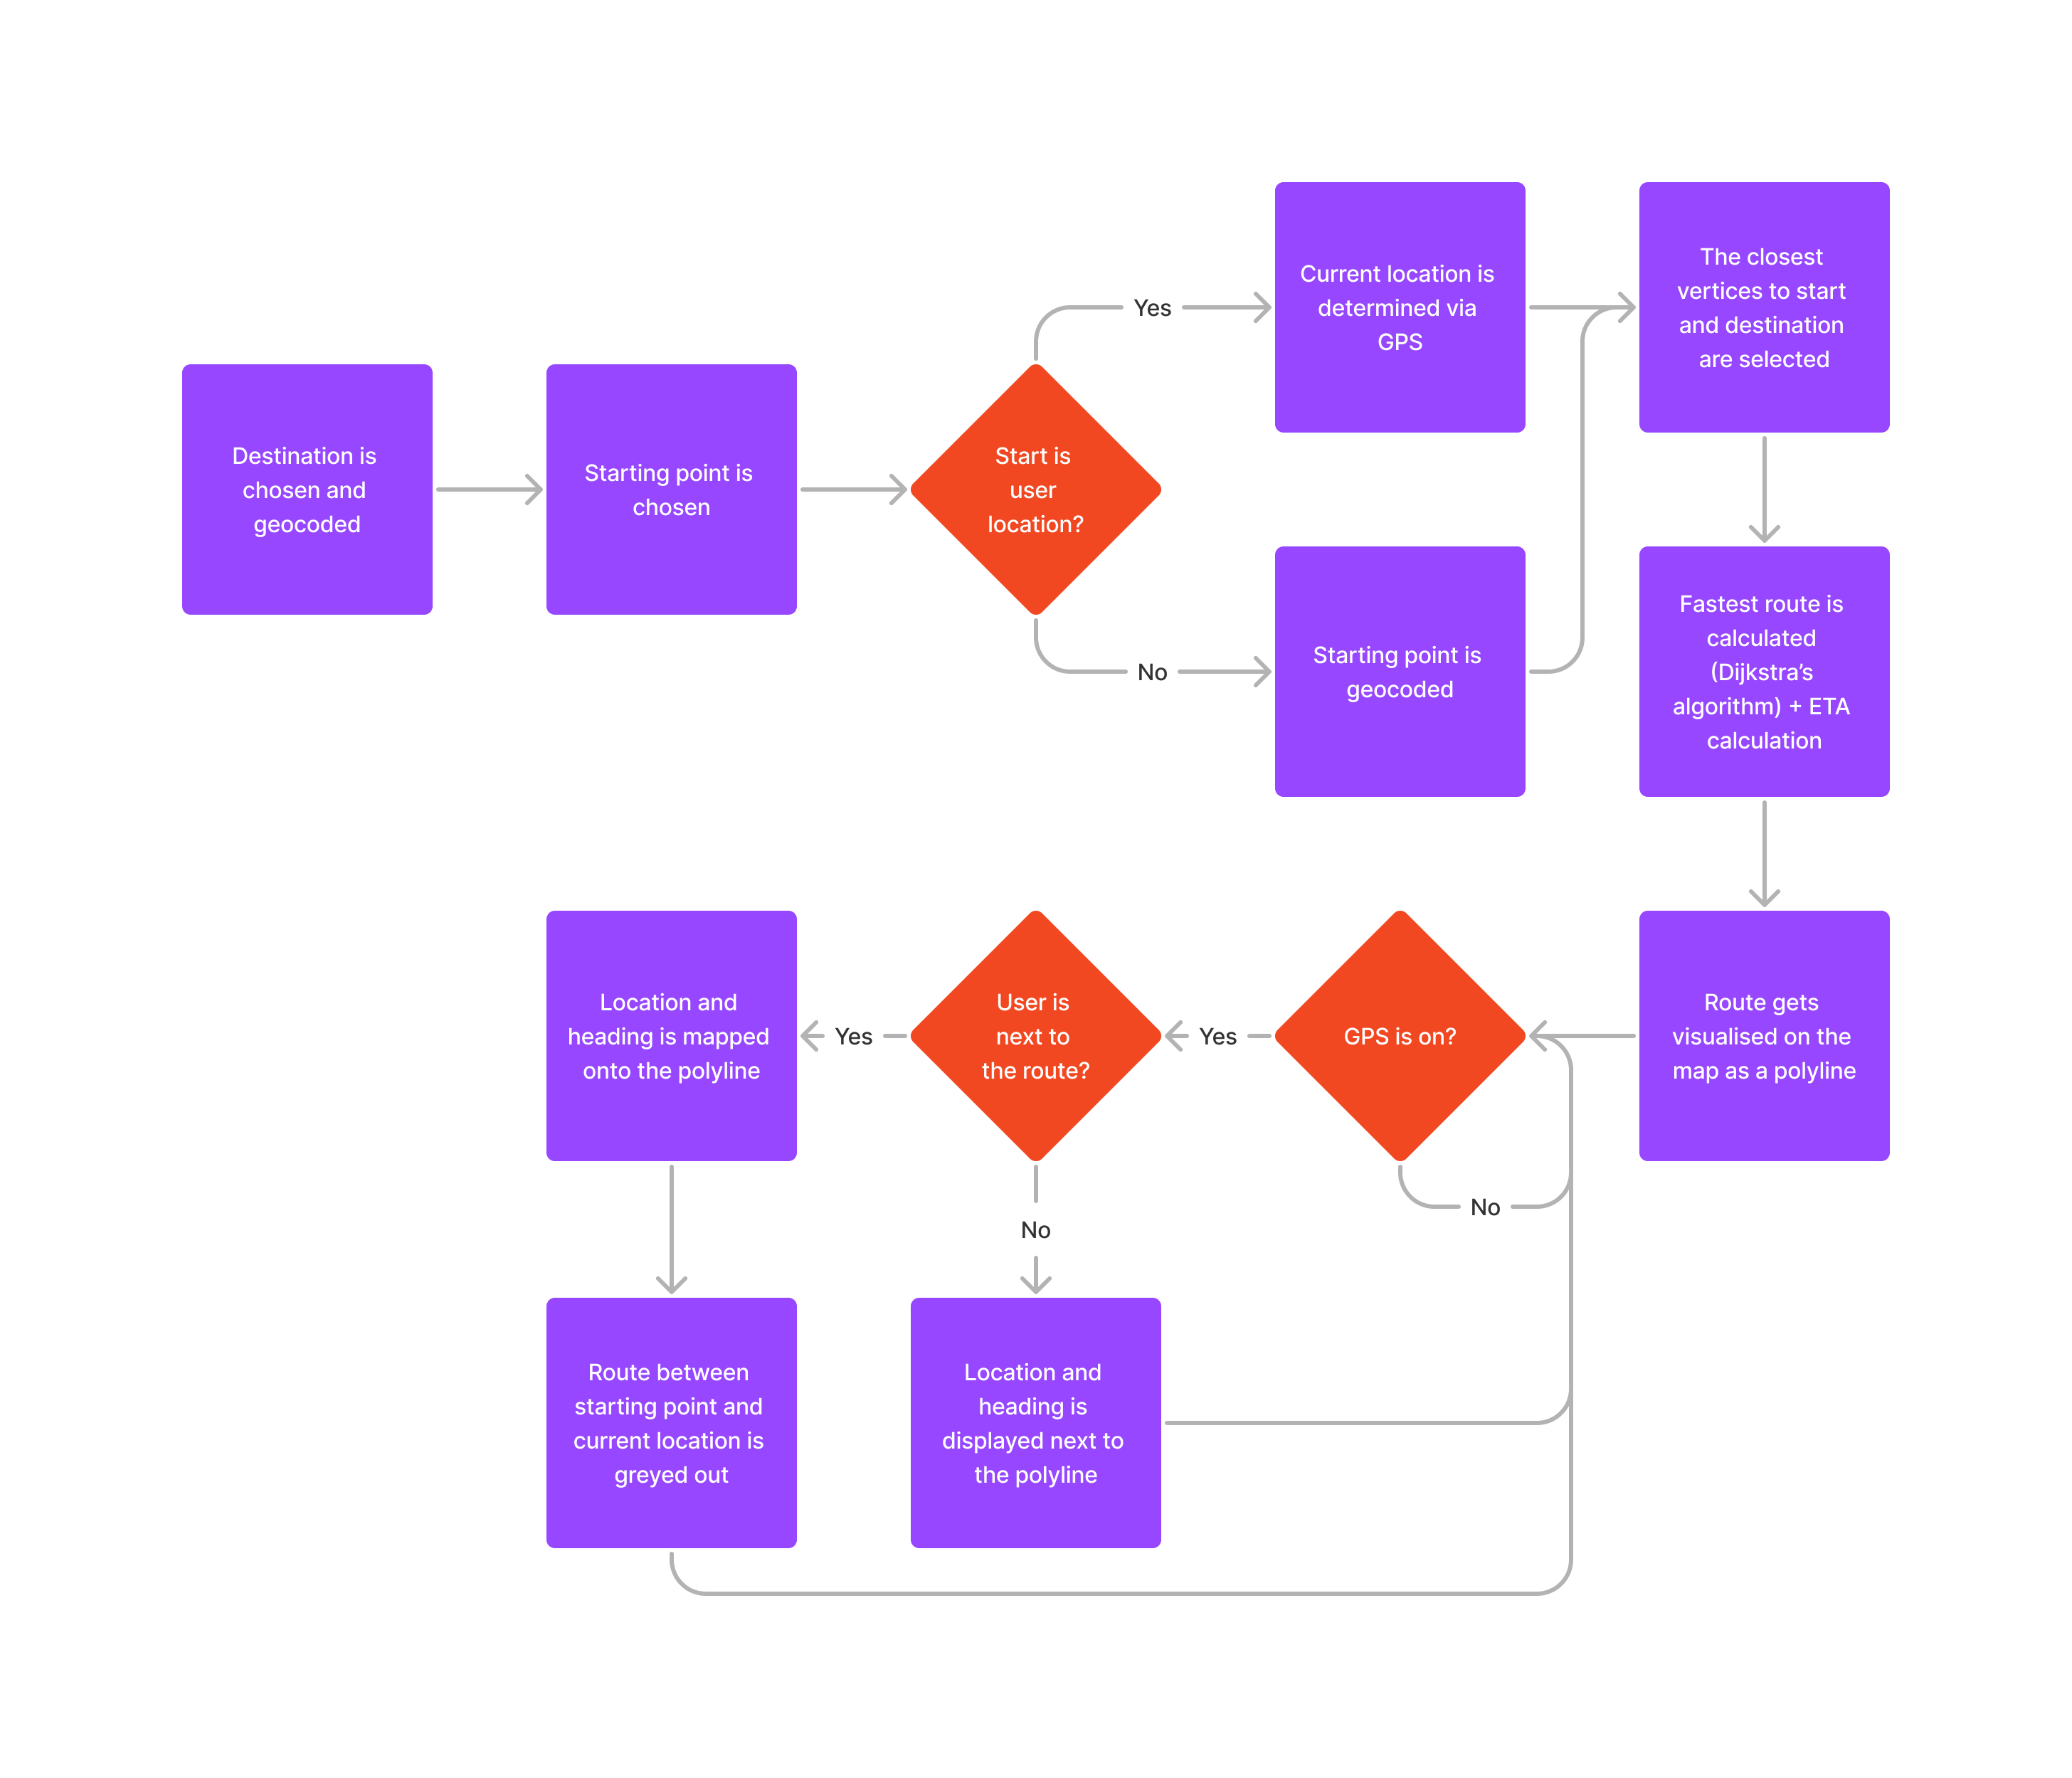 Destination is
chosen and
geocoded
Starting point is
chosen
Start is
user
location?
Yes
No
Current location is
determined via
GPS
Starting point is
geocoded
The closest
vertices to start
and destination
are selected
Fastest route is
calculated
(Dijkstra’s
algorithm) + ETA
calculation
Route gets
visualised on the
map as a polyline
GPS is on?
No
Yes
User is
next to
the route?
No
Yes
Location and
heading is mapped
onto the polyline
Route between
starting point and
current location is
greyed out
Location and
heading is
displayed next to
the polyline